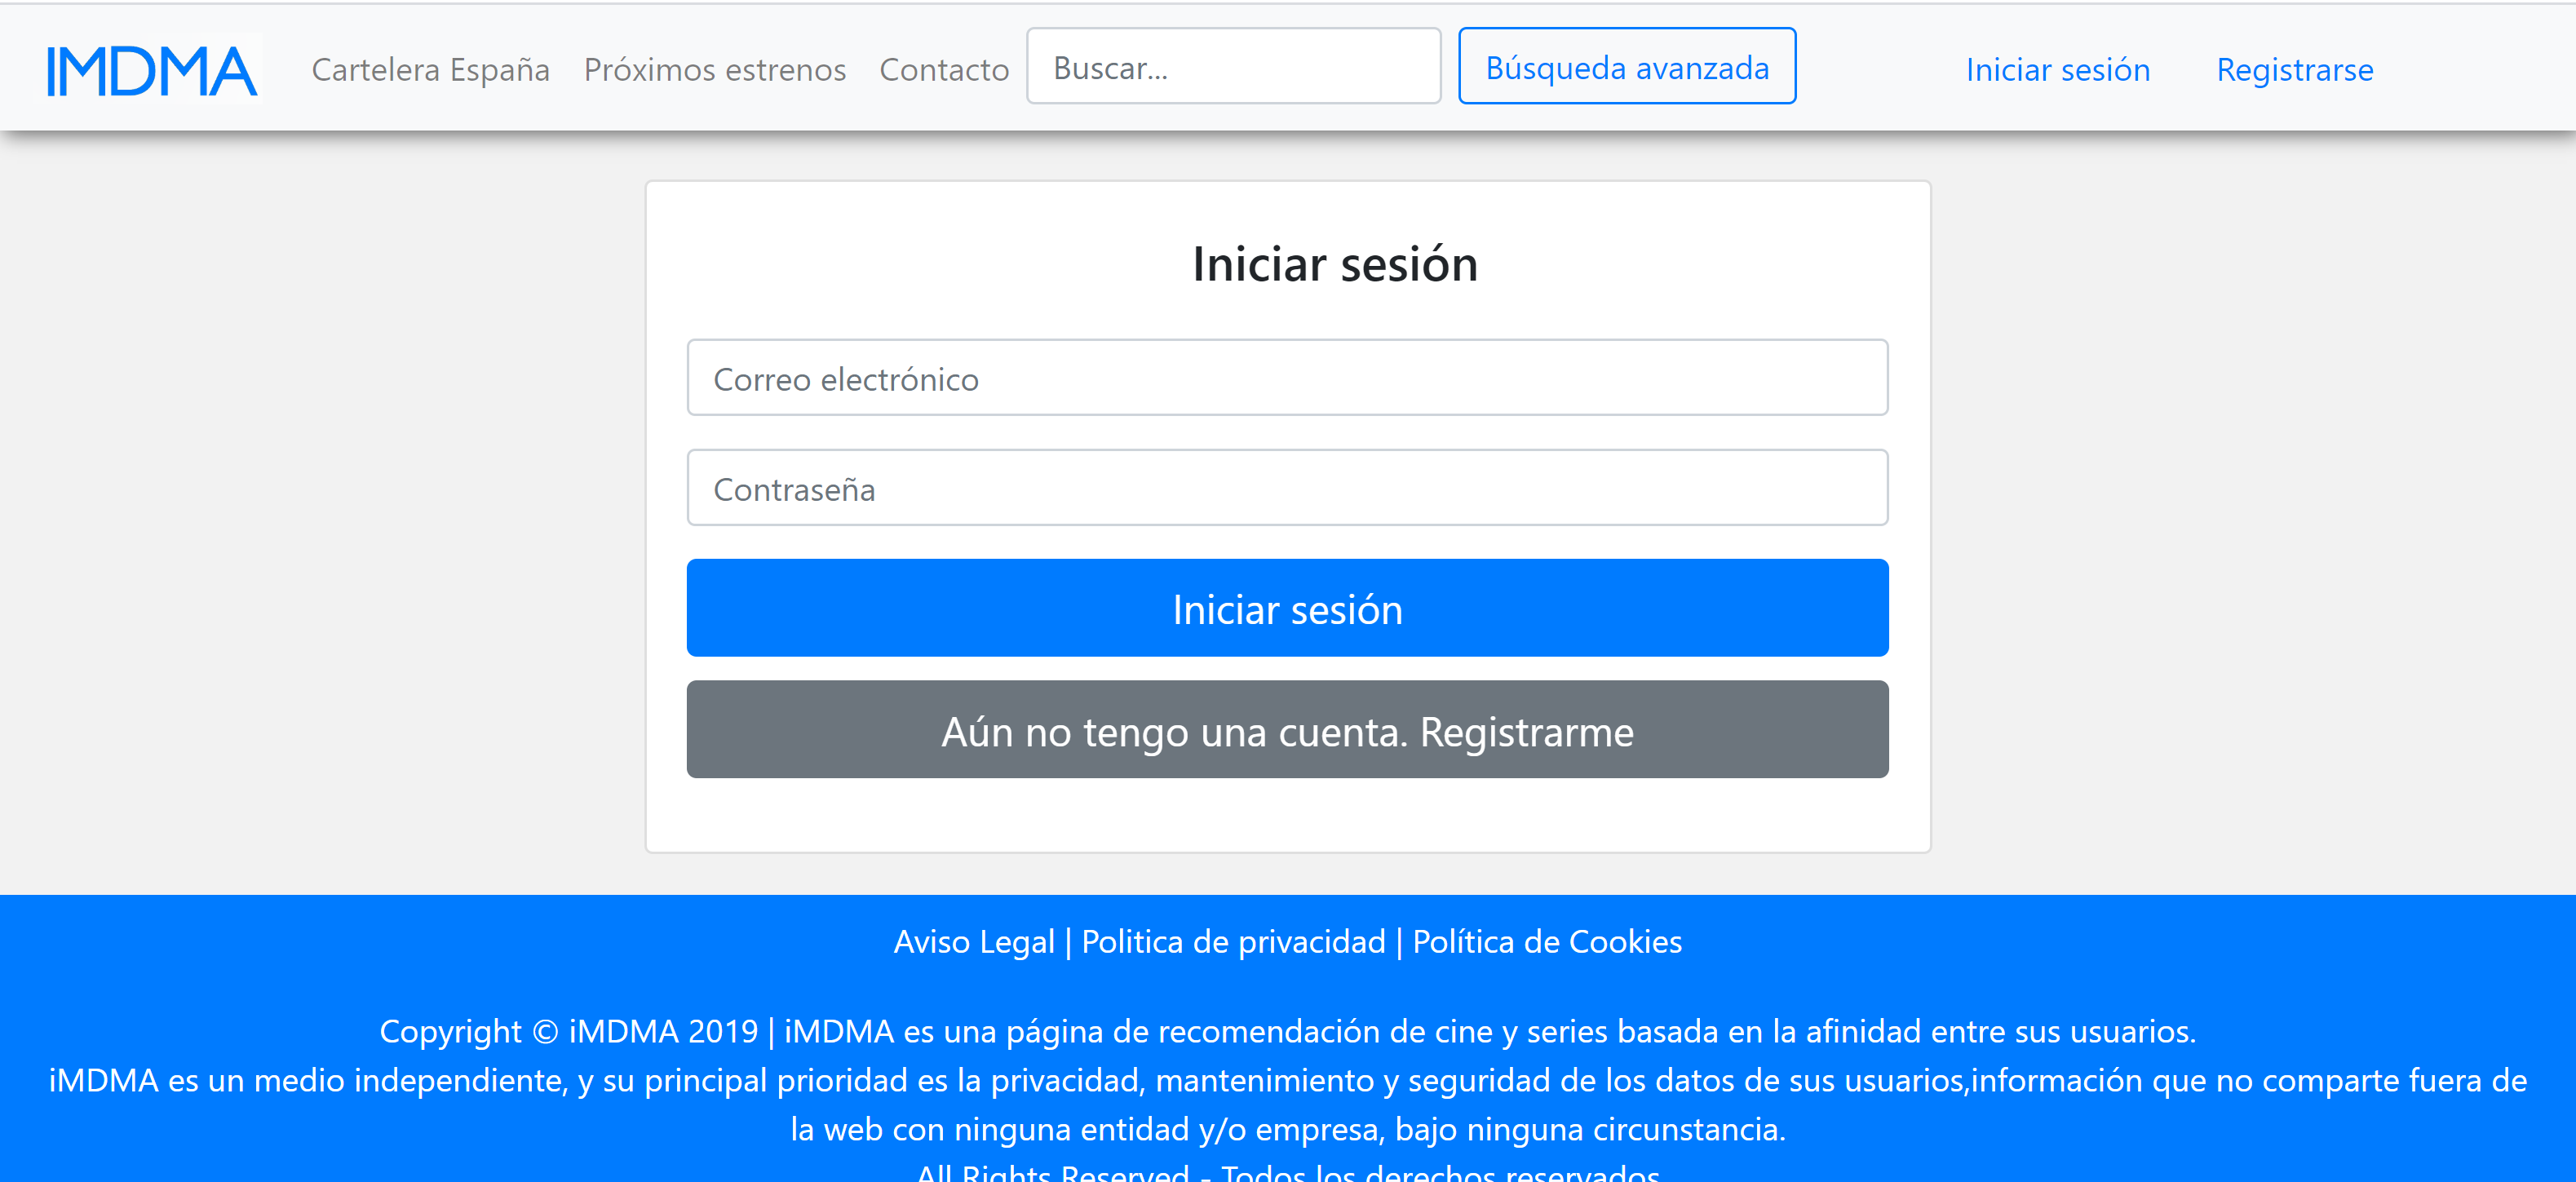 IMDMA Cartelera España Próximos estrenos Contacto Buscar... Búsqueda avanzada Iniciar sesión Registrarse
Iniciar sesión
Correo electrónico
Contraseña
Iniciar sesión
Aún no tengo una cuenta. Registrarme
Aviso Legal | Politica de privacidad | Política de Cookies
Copyright © iMDMA 2019 | iMDMA es una página de recomendación de cine y series basada en la afinidad entre sus usuarios.
iMDMA es un medio independiente, y su principal prioridad es la privacidad, mantenimiento y seguridad de los datos de sus usuarios,información que no comparte fuera de
la web con ninguna entidad y/o empresa, bajo ninguna circunstancia.
All Rights Reserved - Todos los derechos reservados